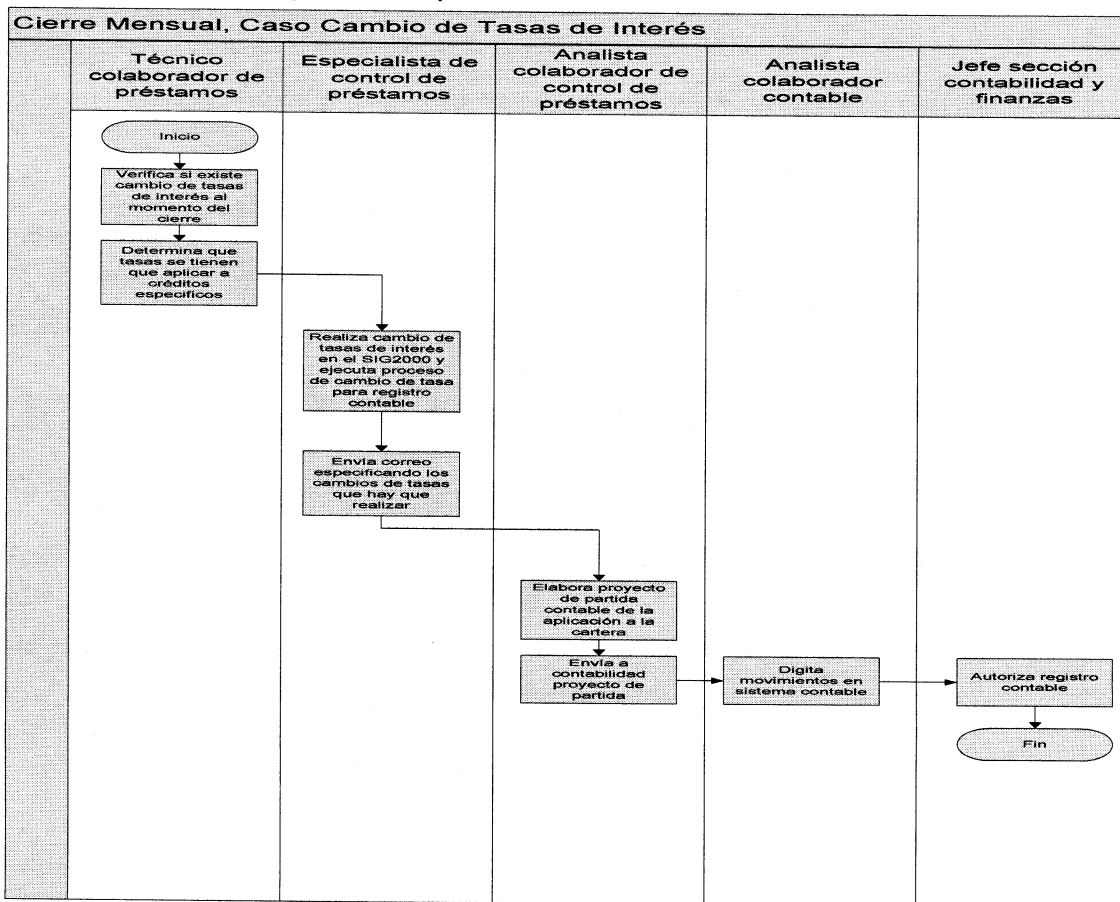 Cierre Mensual, Caso Cambio de Tasas de Interés
Técnico
colaborador de
préstamos
Especialista de
control de
préstamos
Analista
colaborador de
control de
préstamos
Analista
colaborador
contable
Jefe sección
contabilidad y
finanzas
Inicio
Verifica si existe
cambio de tasas
de interés al
momento del
cierre
Determina que
tasas se tienen
que aplicar a
créditos
especificos
Realiza cambio de
tasas de interés
en el SIG2000 y
ejecuta proceso
de cambio de tasa
para registro
contable
Envía correo
especificando los
cambios de tasas
que hay que
realizar
Elabora proyecto
de partida
contable de la
aplicación a la
cartera
Envía a
contabilidad
proyecto de
partida
Digita
movimientos en
sistema contable
Autoriza registro
contable
Fin